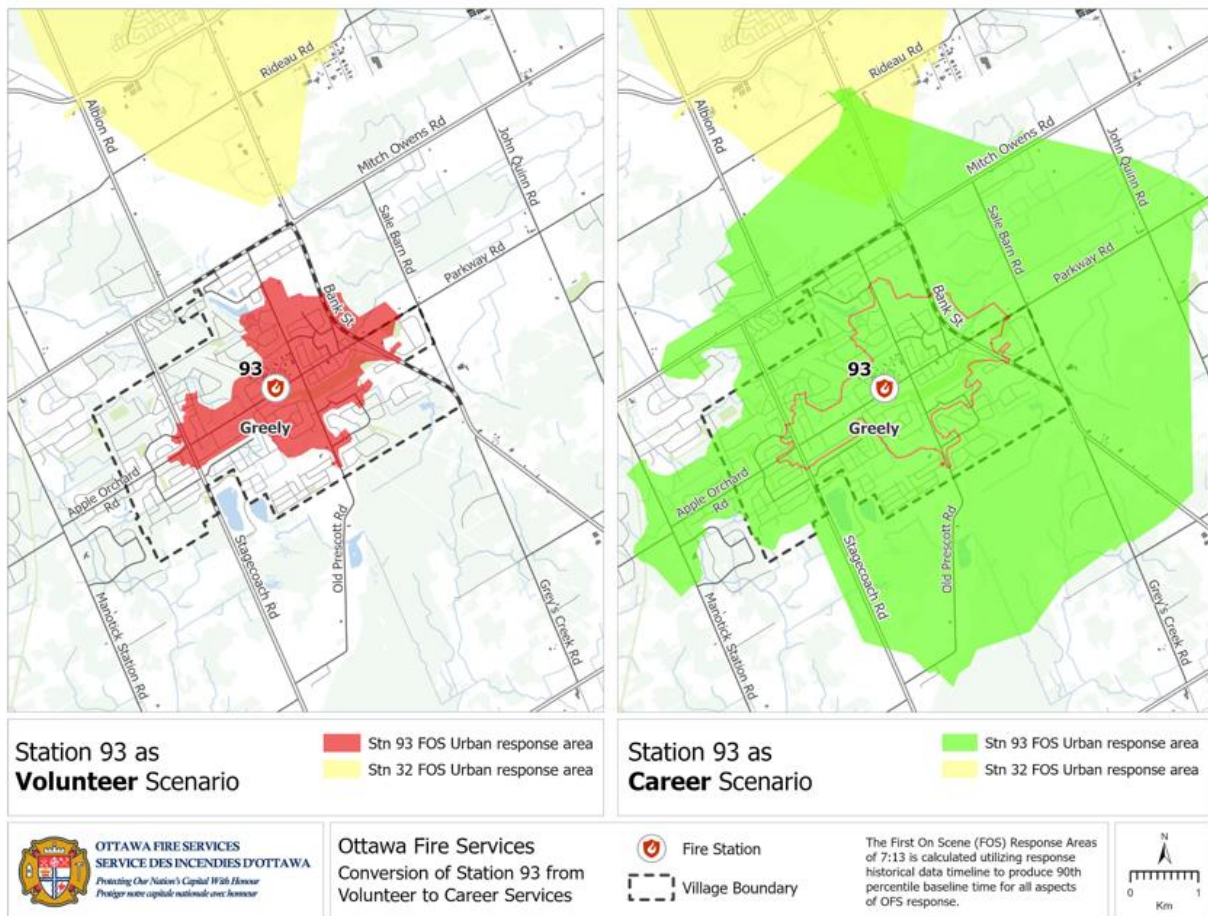 Rideau Rd
Albion Rd
Mitch Owens Rd
John Quinn Rd
Sale Barn Rd
Parkway Rd
Bank St
93
Greely
Apple Orchard
Rd
Stagecoach Rd
Old Prescott Rd
Manotick Station Rd
Grey's Creek Rd
Rideau Rd
Albion Rd
Mitch Owens Rd
John Quinn Rd
Sale Barn Rd
Parkway Rd
Bank St
93
Greely
Apple Orchard
Rd
Stagecoach Rd
Old Prescott Rd
Manotick Station Rd
Grey's Creek Rd
Station 93 as
Volunteer Scenario
Stn 93 FOS Urban response area
Stn 32 FOS Urban response area
Station 93 as
Career Scenario
Stn 93 FOS Urban response area
Stn 32 FOS Urban response area
OTTAWA FIRE SERVICES
SERVICE DES INCENDIES D'OTTAWA
Protecting Our Nation's Capital With Honour
Protéger notre capitale nationale avec honneur
Ottawa Fire Services
Conversion of Station 93 from
Volunteer to Career Services
Fire Station
Village Boundary
The First On Scene (FOS) Response Areas
of 7:13 is calculated utilizing response
historical data timeline to produce 90th
percentile baseline time for all aspects
of OFS response.
N
0 1
Km